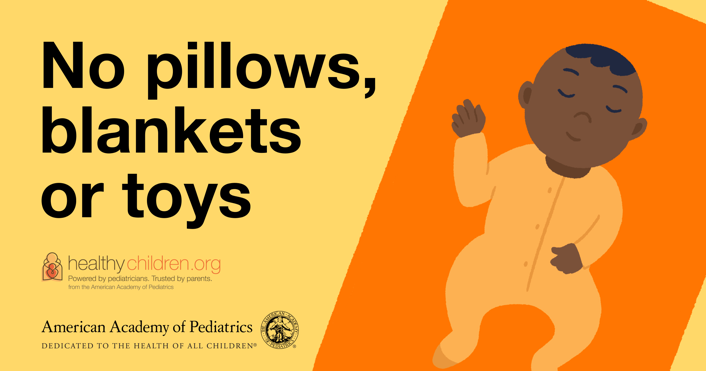 No pillows,
blankets
or toys
healthychildren.org
Powered by pediatricians. Trusted by parents.
from the American Academy of Pediatrics
American Academy of Pediatrics
DEDICATED TO THE HEALTH OF ALL CHILDREN®